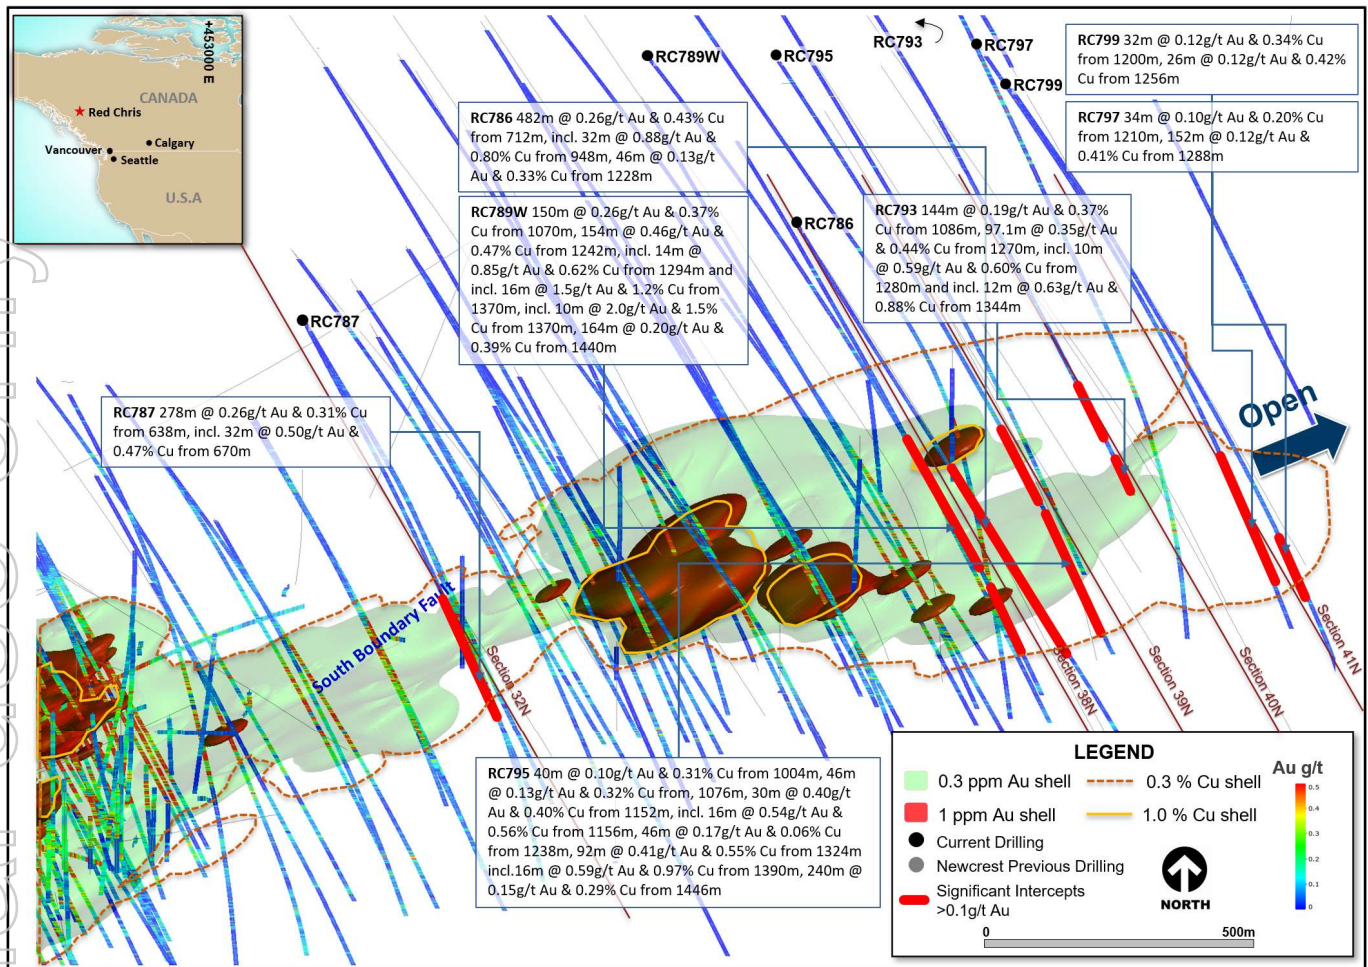 +453000 E
CANADA
Red Chris
Calgary
Vancouver
Seattle
U.S.A
RC789W
RC795
RC793
RC797
RC799
RC799 32m @ 0.12g/t Au & 0.34% Cu
from 1200m, 26m @ 0.12g/t Au & 0.42%
Cu from 1256m
RC797 34m @ 0.10g/t Au & 0.20% Cu
from 1210m, 152m @ 0.12g/t Au &
0.41% Cu from 1288m
RC786 482m @ 0.26g/t Au & 0.43% Cu
from 712m, incl. 32m @ 0.88g/t Au &
0.80% Cu from 948m, 46m @ 0.13g/t
Au & 0.33% Cu from 1228m
RC789W 150m @ 0.26g/t Au & 0.37%
Cu from 1070m, 154m @ 0.46g/t Au &
0.47% Cu from 1242m, incl. 14m @
0.85g/t Au & 0.62% Cu from 1294m and
incl. 16m @ 1.5g/t Au & 1.2% Cu from
1370m, incl. 10m @ 2.0g/t Au & 1.5%
Cu from 1370m, 164m @ 0.20g/t Au &
0.39% Cu from 1440m
RC786
RC793 144m @ 0.19g/t Au & 0.37%
Cu from 1086m, 97.1m @ 0.35g/t Au
& 0.44% Cu from 1270m, incl. 10m
@ 0.59g/t Au & 0.60% Cu from
1280m and incl. 12m @ 0.63g/t Au &
0.88% Cu from 1344m
RC787
RC787 278m @ 0.26g/t Au & 0.31% Cu
from 638m, incl. 32m @ 0.50g/t Au &
0.47% Cu from 670m
Open
South Boundary Fault
Section 32N
Section 38N
Section 39N
Section 40N
Section 41N
RC795 40m @ 0.10g/t Au & 0.31% Cu from 1004m, 46m
@ 0.13g/t Au & 0.32% Cu from, 1076m, 30m @ 0.40g/t
Au & 0.40% Cu from 1152m, incl. 16m @ 0.54g/t Au &
0.56% Cu from 1156m, 46m @ 0.17g/t Au & 0.06% Cu
from 1238m, 92m @ 0.41g/t Au & 0.55% Cu from 1324m
incl.16m @ 0.59g/t Au & 0.97% Cu from 1390m, 240m @
0.15g/t Au & 0.29% Cu from 1446m
LEGEND
0.3 ppm Au shell
0.3 % Cu shell
1 ppm Au shell
1.0 % Cu shell
Current Drilling
Newcrest Previous Drilling
Significant Intercepts
>0.1g/t Au
NORTH
Au g/t
0.5
0.4
0.3
0.2
0.1
0
0
500m